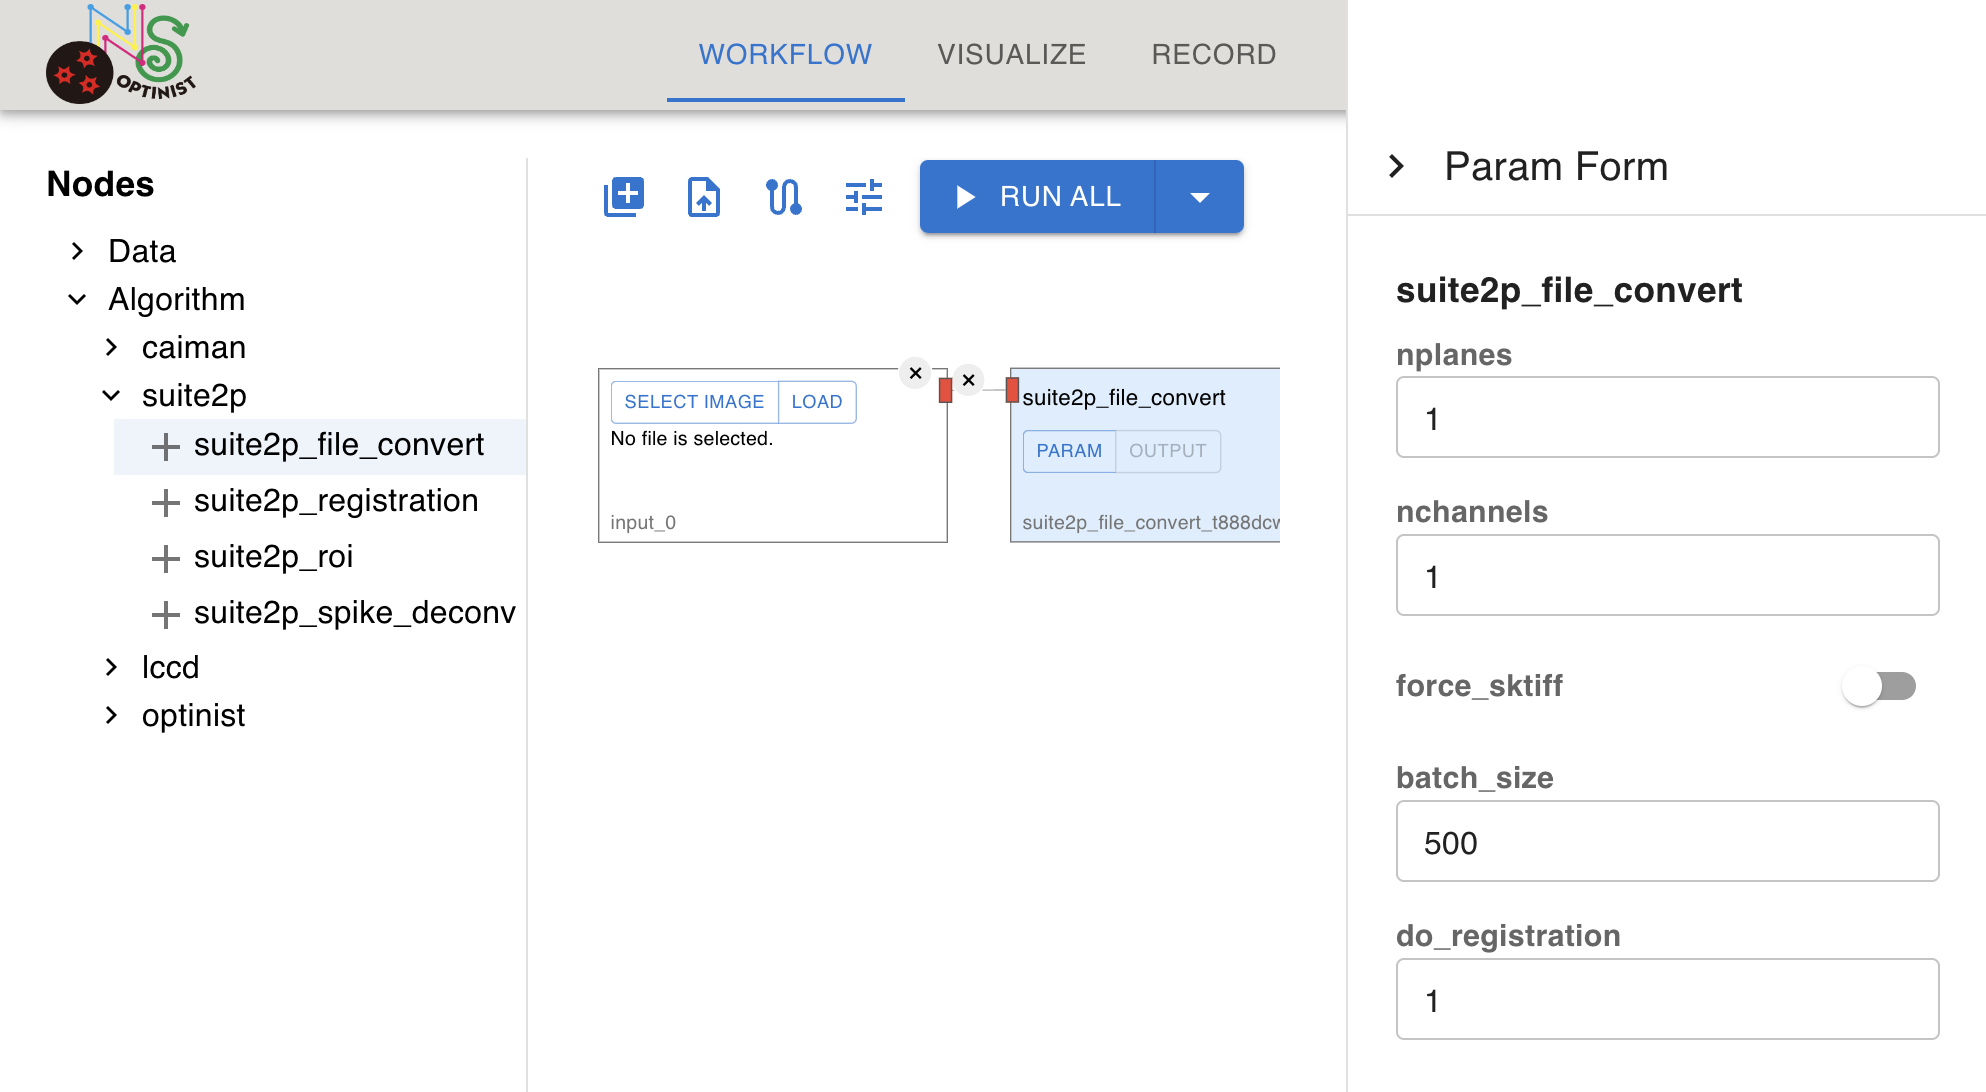 NS
OPTINIST
WORKFLOW
VISUALIZE
RECORD
Nodes
Data
Algorithm
caiman
suite2p
suite2p_file_convert
suite2p_registration
suite2p_roi
suite2p_spike_deconv
lccd
optinist
RUN ALL
SELECT IMAGE
LOAD
No file is selected.
input_0
suite2p_file_convert
PARAM
OUTPUT
suite2p_file_convert_t888dcw
Param Form
suite2p_file_convert
nplanes
1
nchannels
1
force_sktiff
batch_size
500
do_registration
1